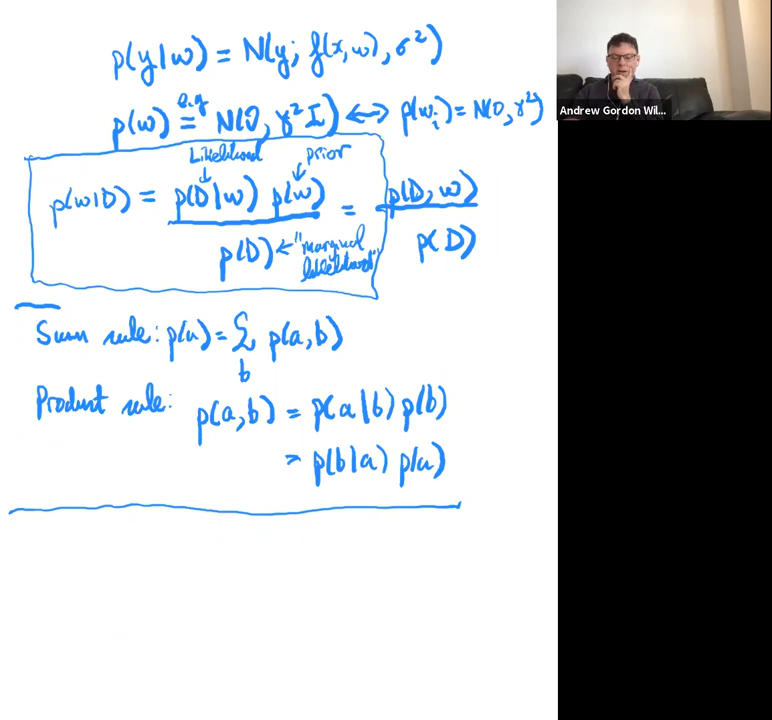 p(y|w) = N(y; f(x,w), σ²)
p(w) e.g. = N(0, γ²I) ↔ p(wᵢ) = N(0, γ²)
Likelihood ↓ prior ↙
p(w|D) = p(D|w) p(w) / p(D) ← "marginal likelihood" = p(D,w) / p(D)
Sum rule: p(a) = Σ_b p(a,b)
Product rule: p(a,b) = p(a|b) p(b)
= p(b|a) p(a)
Andrew Gordon Wil...